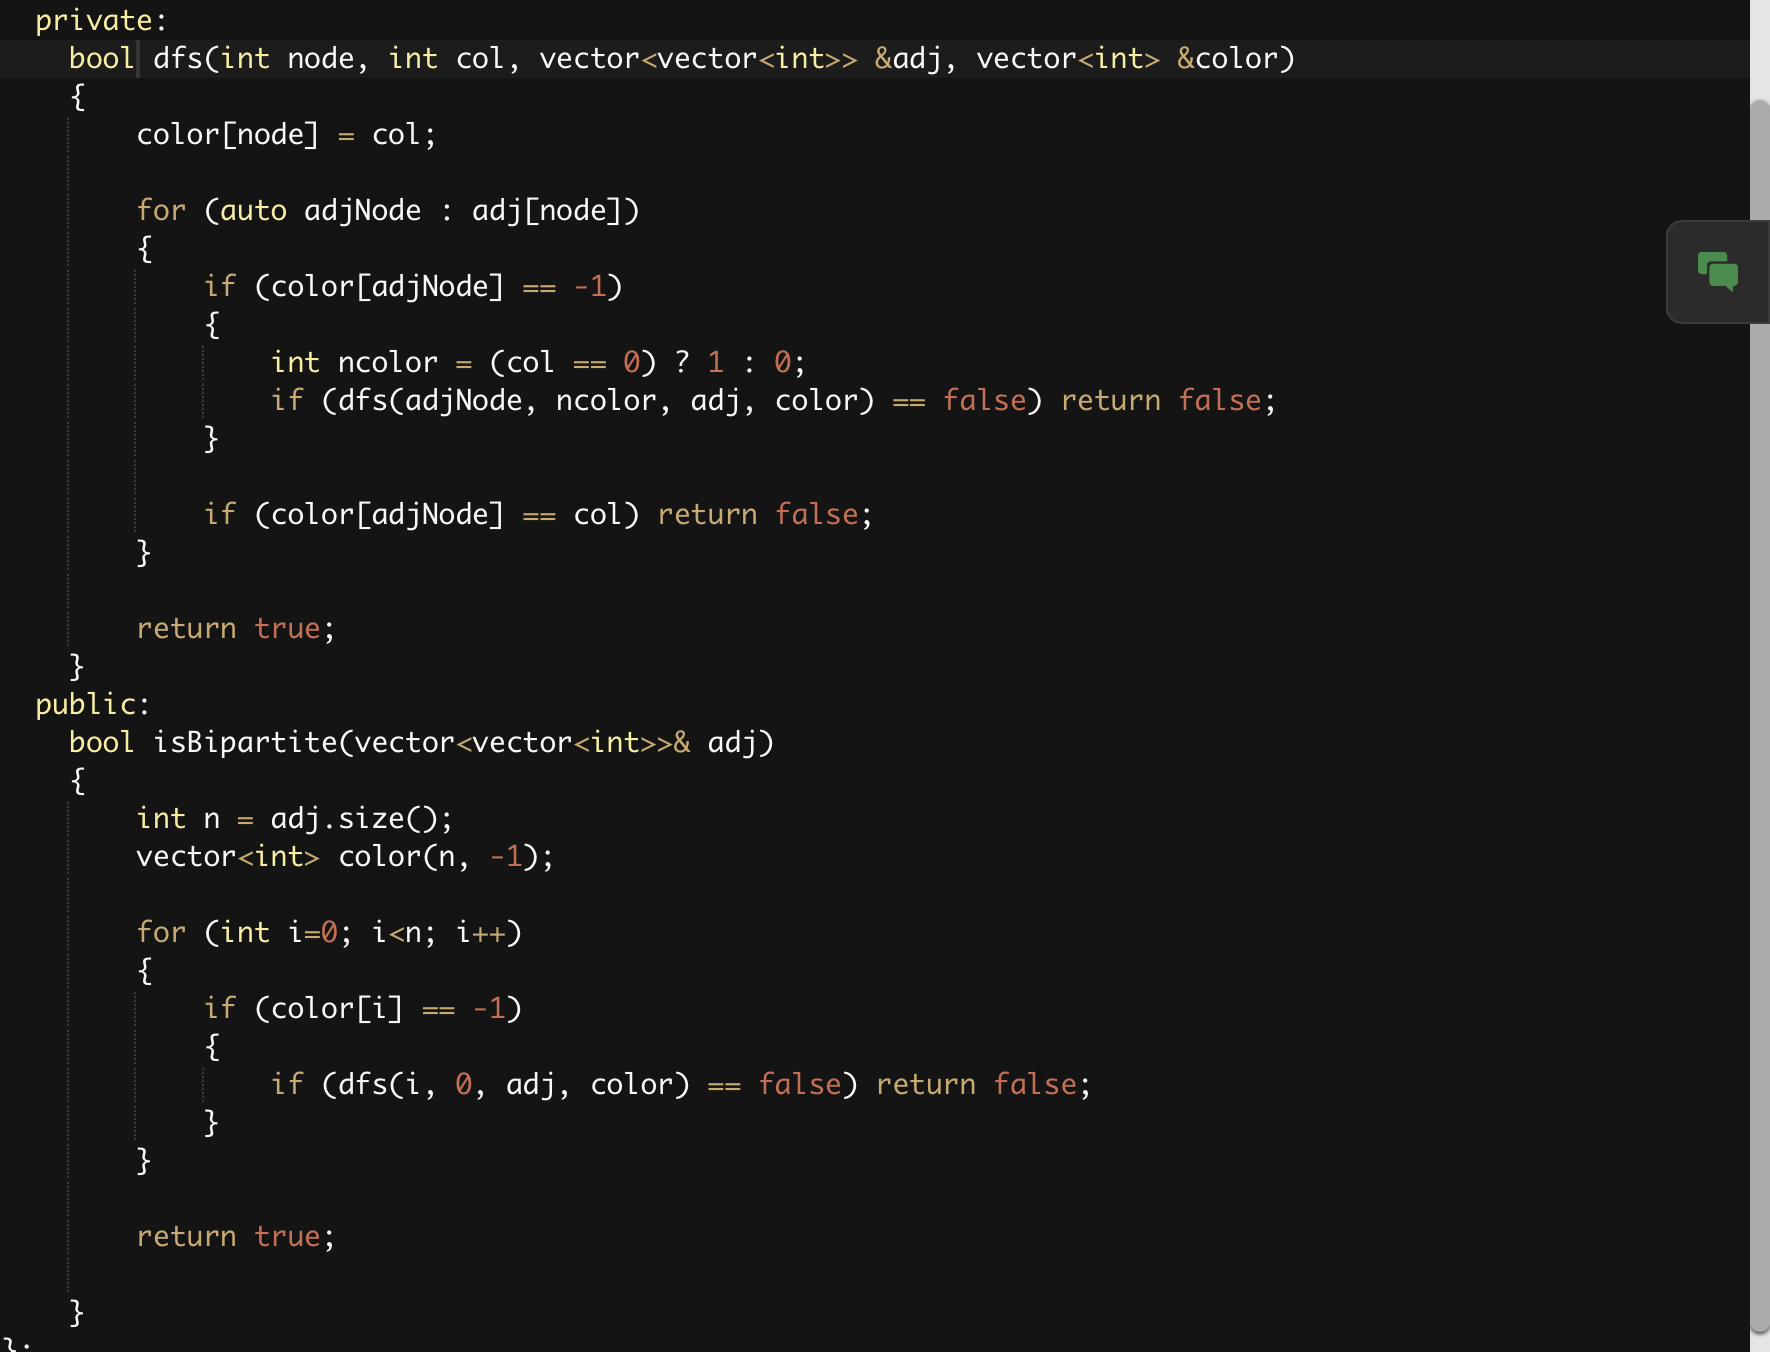 private:
bool dfs(int node, int col, vector<vector<int>> &adj, vector<int> &color)
{
color[node] = col;
for (auto adjNode : adj[node])
{
if (color[adjNode] == -1)
{
int ncolor = (col == 0) ? 1 : 0;
if (dfs(adjNode, ncolor, adj, color) == false) return false;
}
if (color[adjNode] == col) return false;
}
return true;
}
public:
bool isBipartite(vector<vector<int>>& adj)
{
int n = adj.size();
vector<int> color(n, -1);
for (int i=0; i<n; i++)
{
if (color[i] == -1)
{
if (dfs(i, 0, adj, color) == false) return false;
}
}
return true;
}
};